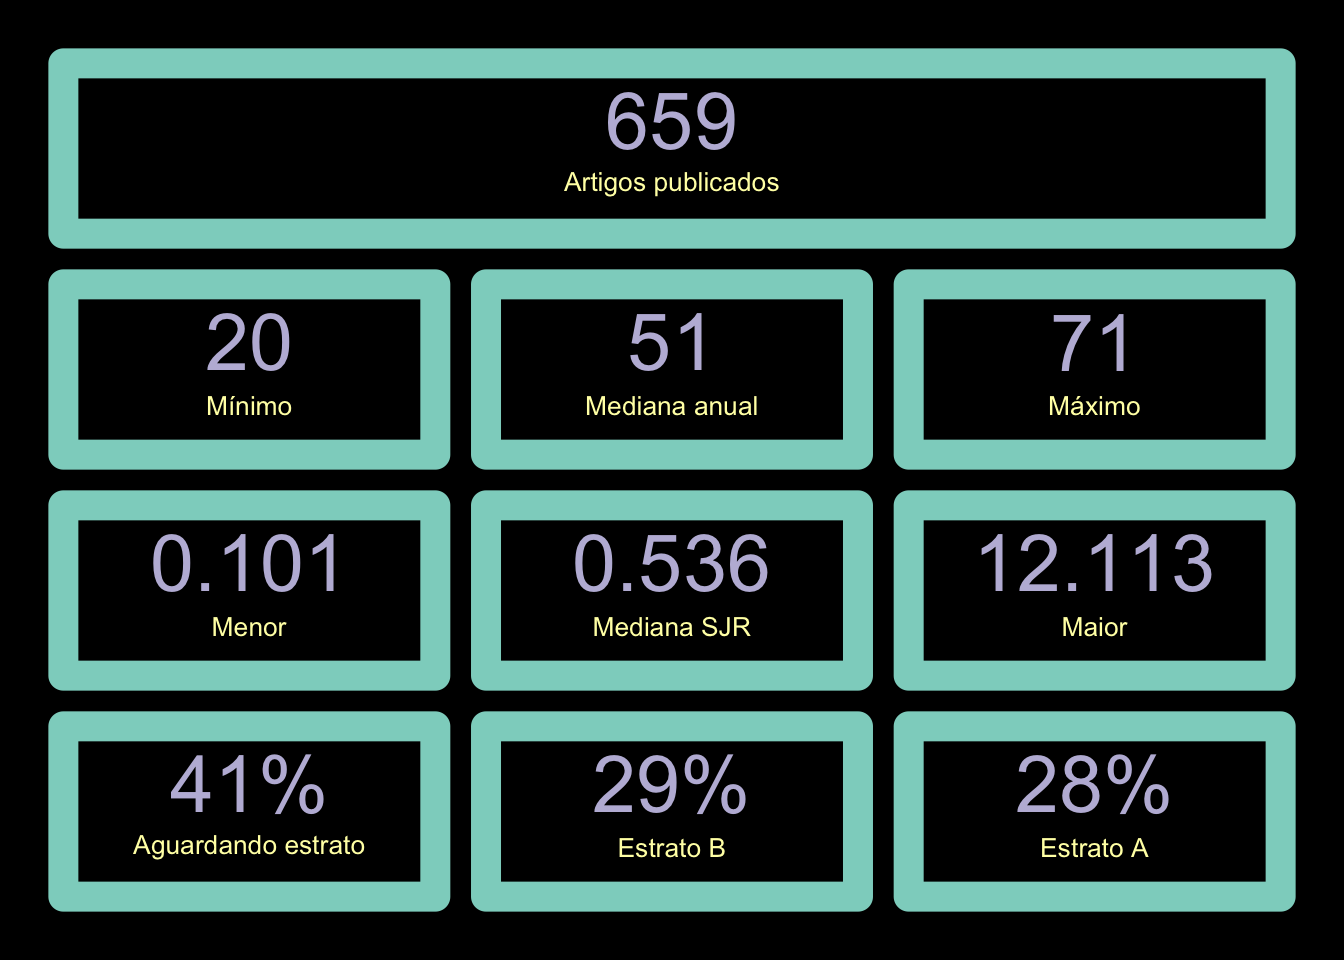 659
Artigos publicados
20
Mínimo
51
Mediana anual
71
Máximo
0.101
Menor
0.536
Mediana SJR
12.113
Maior
41%
Aguardando estrato
29%
Estrato B
28%
Estrato A